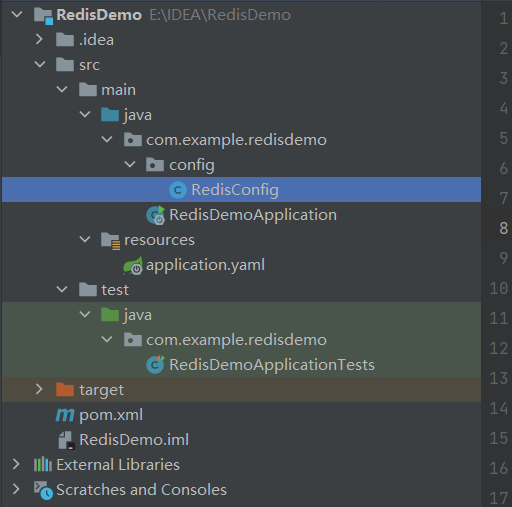 RedisDemo E:\IDEA\RedisDemo
.idea
src
main
java
com.example.redisdemo
config
RedisConfig
RedisDemoApplication
resources
application.yaml
test
java
com.example.redisdemo
RedisDemoApplicationTests
target
pom.xml
RedisDemo.iml
External Libraries
Scratches and Consoles
1
2
3
4
5
6
7
8
9
10
11
12
13
14
15
16
17